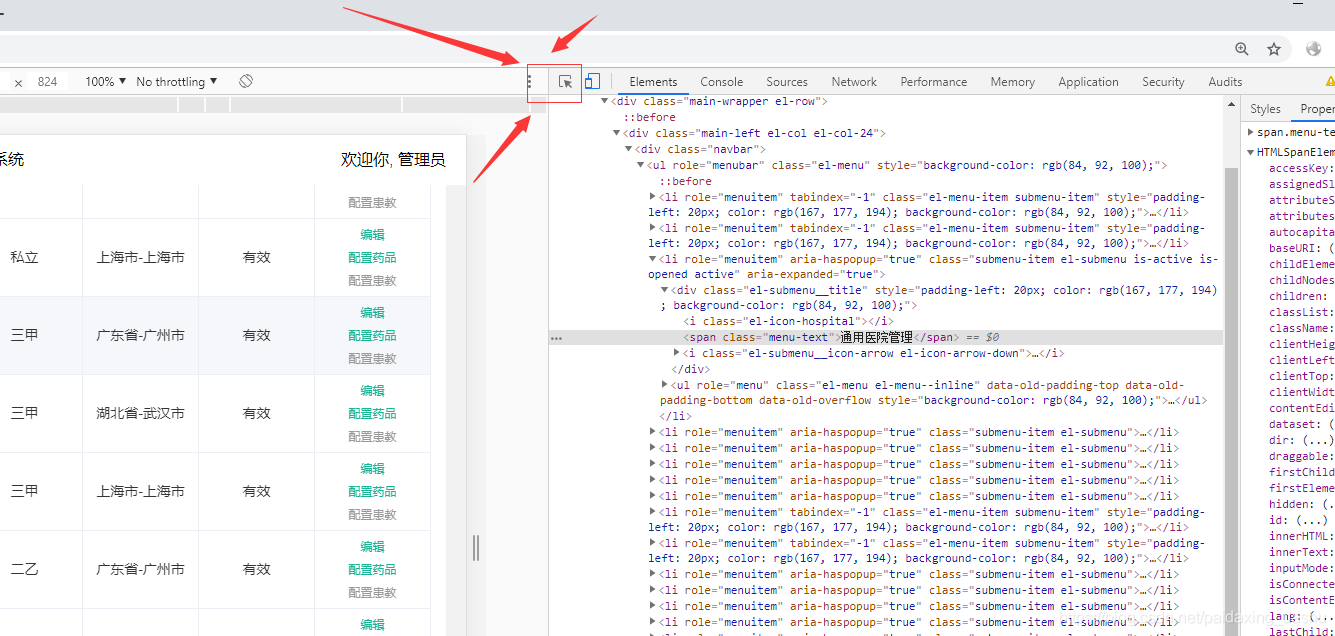 824 100% No throttling
Elements Console Sources Network Performance Memory Application Security Audits
系统 欢迎你, 管理员
配置患教
编辑
私立 上海市-上海市 有效 配置药品
配置患教
编辑
三甲 广东省-广州市 有效 配置药品
配置患教
编辑
三甲 湖北省-武汉市 有效 配置药品
配置患教
编辑
三甲 上海市-上海市 有效 配置药品
配置患教
编辑
二乙 广东省-广州市 有效 配置药品
配置患教
编辑
<div class="main-wrapper el-row">
::before
<div class="main-left el-col el-col-24">
<div class="navbar">
<ul role="menubar" class="el-menu" style="background-color: rgb(84, 92, 100);">
::before
<li role="menuitem" tabindex="-1" class="el-menu-item submenu-item" style="padding-
left: 20px; color: rgb(167, 177, 194); background-color: rgb(84, 92, 100);">…</li>
<li role="menuitem" tabindex="-1" class="el-menu-item submenu-item" style="padding-
left: 20px; color: rgb(167, 177, 194); background-color: rgb(84, 92, 100);">…</li>
<li role="menuitem" aria-haspopup="true" class="submenu-item el-submenu is-active is-
opened active" aria-expanded="true">
<div class="el-submenu__title" style="padding-left: 20px; color: rgb(167, 177, 194)
; background-color: rgb(84, 92, 100);">
<i class="el-icon-hospital"></i>
<span class="menu-text">通用医院管理</span> == $0
<i class="el-submenu__icon-arrow el-icon-arrow-down">…</i>
</div>
<ul role="menu" class="el-menu el-menu--inline" data-old-padding-top data-old-
padding-bottom data-old-overflow style="background-color: rgb(84, 92, 100);">…</ul>
</li>
<li role="menuitem" aria-haspopup="true" class="submenu-item el-submenu">…</li>
<li role="menuitem" aria-haspopup="true" class="submenu-item el-submenu">…</li>
<li role="menuitem" aria-haspopup="true" class="submenu-item el-submenu">…</li>
<li role="menuitem" aria-haspopup="true" class="submenu-item el-submenu">…</li>
<li role="menuitem" aria-haspopup="true" class="submenu-item el-submenu">…</li>
<li role="menuitem" tabindex="-1" class="el-menu-item submenu-item" style="padding-
left: 20px; color: rgb(167, 177, 194); background-color: rgb(84, 92, 100);">…</li>
<li role="menuitem" tabindex="-1" class="el-menu-item submenu-item" style="padding-
left: 20px; color: rgb(167, 177, 194); background-color: rgb(84, 92, 100);">…</li>
<li role="menuitem" aria-haspopup="true" class="submenu-item el-submenu">…</li>
<li role="menuitem" aria-haspopup="true" class="submenu-item el-submenu">…</li>
<li role="menuitem" aria-haspopup="true" class="submenu-item el-submenu">…</li>
<li role="menuitem" aria-haspopup="true" class="submenu-item el-submenu">…</li>
Styles Proper
span.menu-te
HTMLSpanElem
accessKey:
assignedSl
attributeS
attributes
autocapita
baseURI: (
childEleme
childNodes
children:
classList:
className:
clientHeig
clientLeft
clientTop:
clientWidt
contentEdi
dataset: (
dir: (...)
draggable:
firstChild
firstEleme
hidden: (.
id: (...)
innerHTML:
innerText:
inputMode:
isConnecte
isContentE
lang:
lastChild: